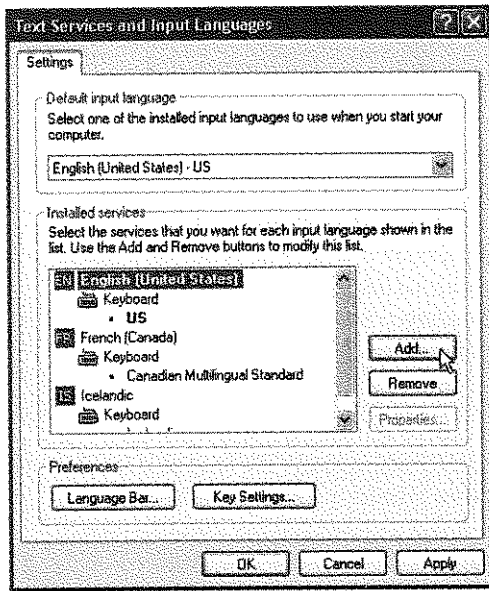 Text Services and Input Languages
Settings
Default input language
Select one of the installed input languages to use when you start your
computer.
English (United States) - US
Installed services
Select the services that you want for each input language shown in the
list. Use the Add and Remove buttons to modify this list.
EN English (United States)
Keyboard
• US
FR French (Canada)
Keyboard
• Canadian Multilingual Standard
IS Icelandic
Keyboard
Add...
Remove
Properties...
Preferences
Language Bar...
Key Settings...
OK
Cancel
Apply